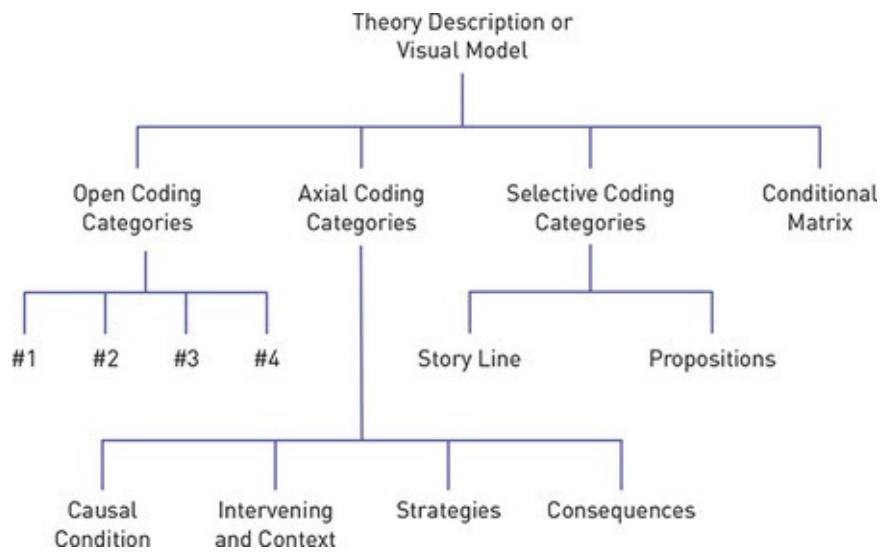 Theory Description or
Visual Model
Open Coding
Categories
Axial Coding
Categories
Selective Coding
Categories
Conditional
Matrix
#1
#2
#3
#4
Story Line
Propositions
Causal
Condition
Intervening
and Context
Strategies
Consequences